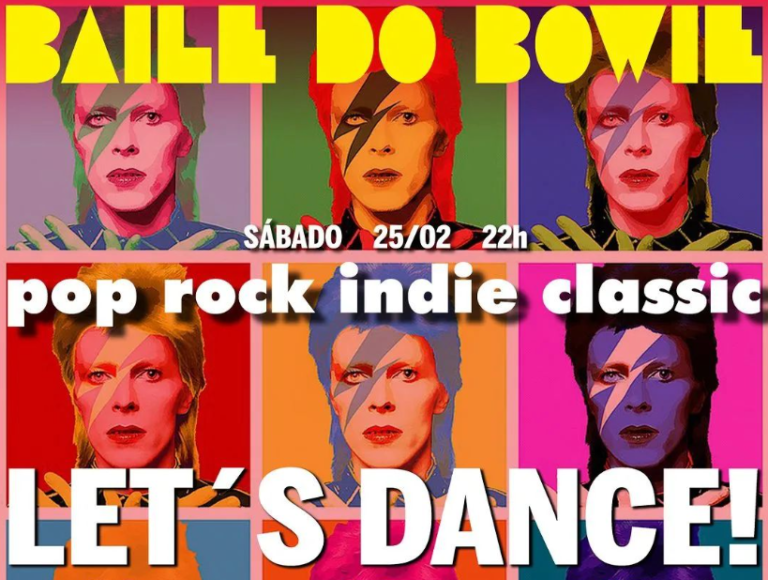 BAILE DO BOWIE
SÁBADO 25/02 22h
pop rock indie classic
LET´S DANCE!